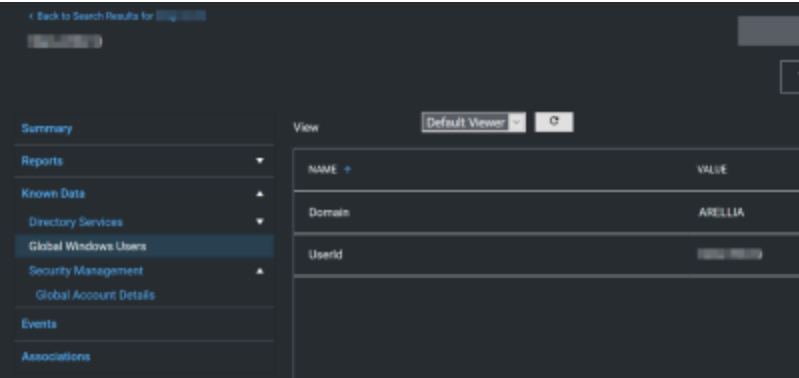 < Back to Search Results for
Summary
Reports
Known Data
Directory Services
Global Windows Users
Security Management
Global Account Details
Events
Associations
View Default Viewer
NAME VALUE
Domain ARELLIA
UserId